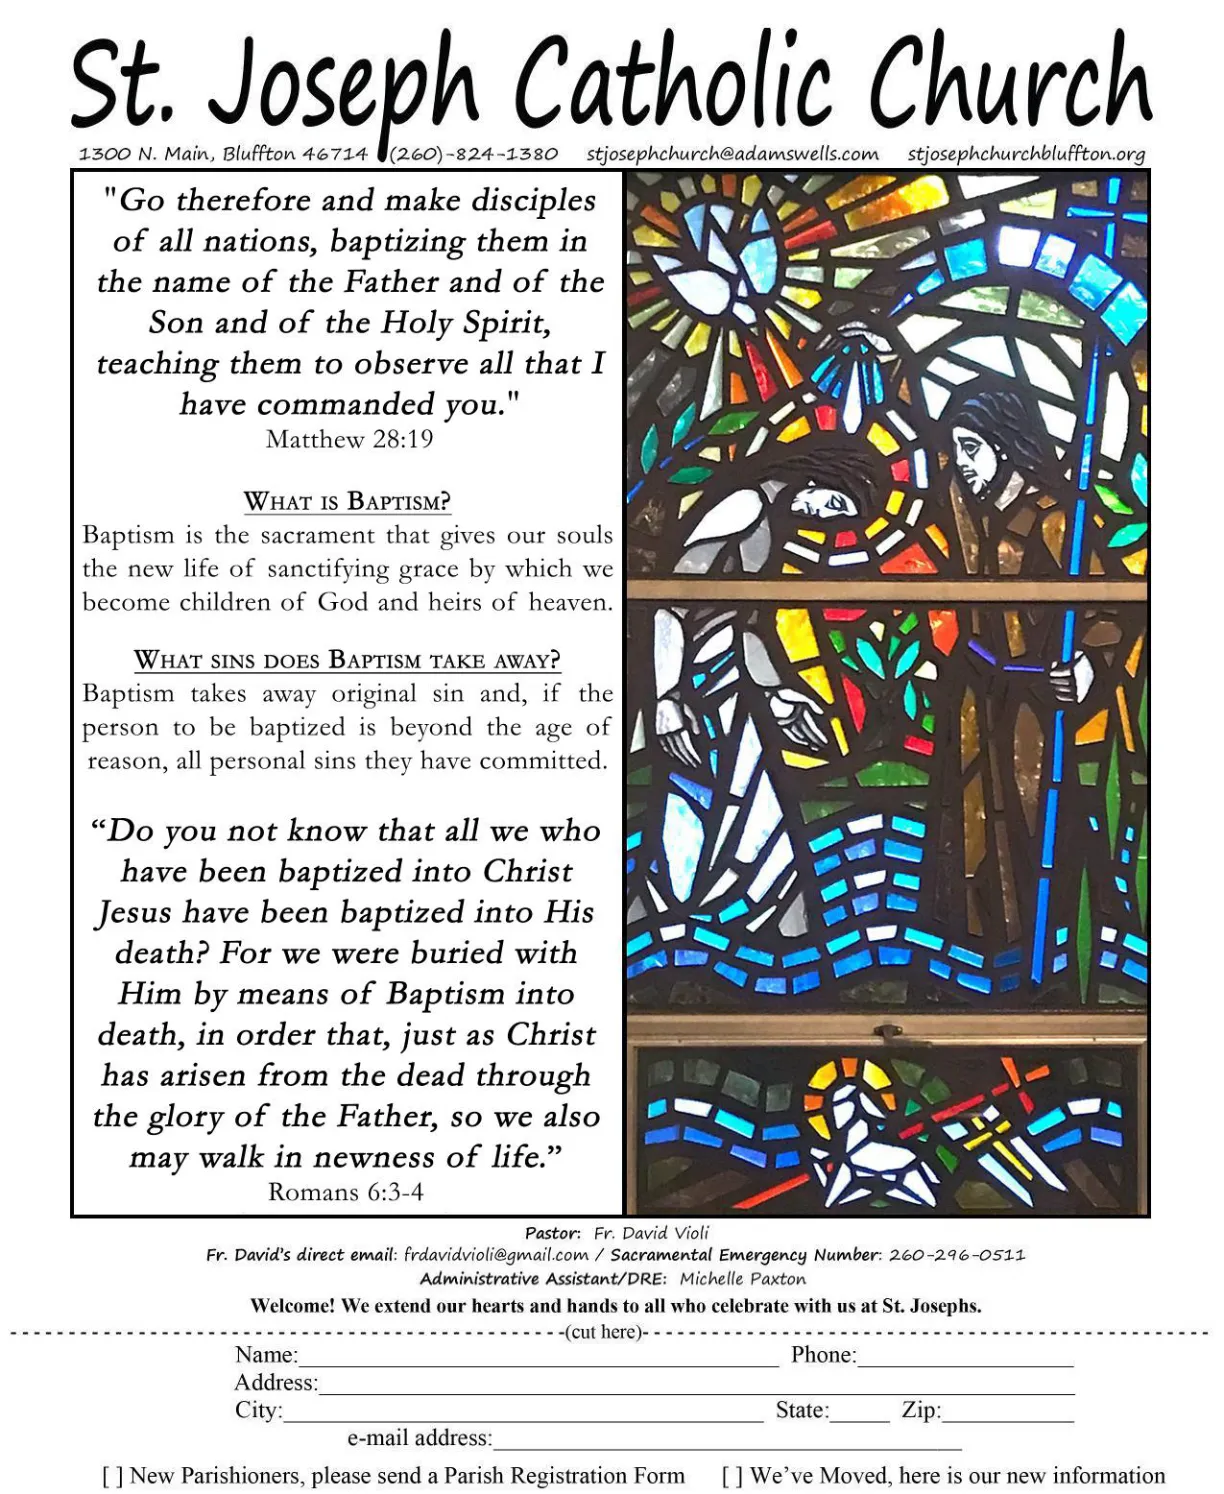 St. Joseph Catholic Church
1300 N. Main, Bluffton 46714 (260)-824-1380 stjosephchurch@adamswells.com stjosephchurchbluffton.org
"Go therefore and make disciples
of all nations, baptizing them in
the name of the Father and of the
Son and of the Holy Spirit,
teaching them to observe all that I
have commanded you."
Matthew 28:19
What is Baptism?
Baptism is the sacrament that gives our souls
the new life of sanctifying grace by which we
become children of God and heirs of heaven.
What sins does Baptism take away?
Baptism takes away original sin and, if the
person to be baptized is beyond the age of
reason, all personal sins they have committed.
“Do you not know that all we who
have been baptized into Christ
Jesus have been baptized into His
death? For we were buried with
Him by means of Baptism into
death, in order that, just as Christ
has arisen from the dead through
the glory of the Father, so we also
may walk in newness of life.”
Romans 6:3-4
Pastor: Fr. David Violi
Fr. David’s direct email: frdavidvioli@gmail.com / Sacramental Emergency Number: 260-296-0511
Administrative Assistant/DRE: Michelle Paxton
Welcome! We extend our hearts and hands to all who celebrate with us at St. Josephs.
(cut here)
Name: Phone:
Address:
City: State: Zip:
e-mail address:
[ ] New Parishioners, please send a Parish Registration Form [ ] We’ve Moved, here is our new information